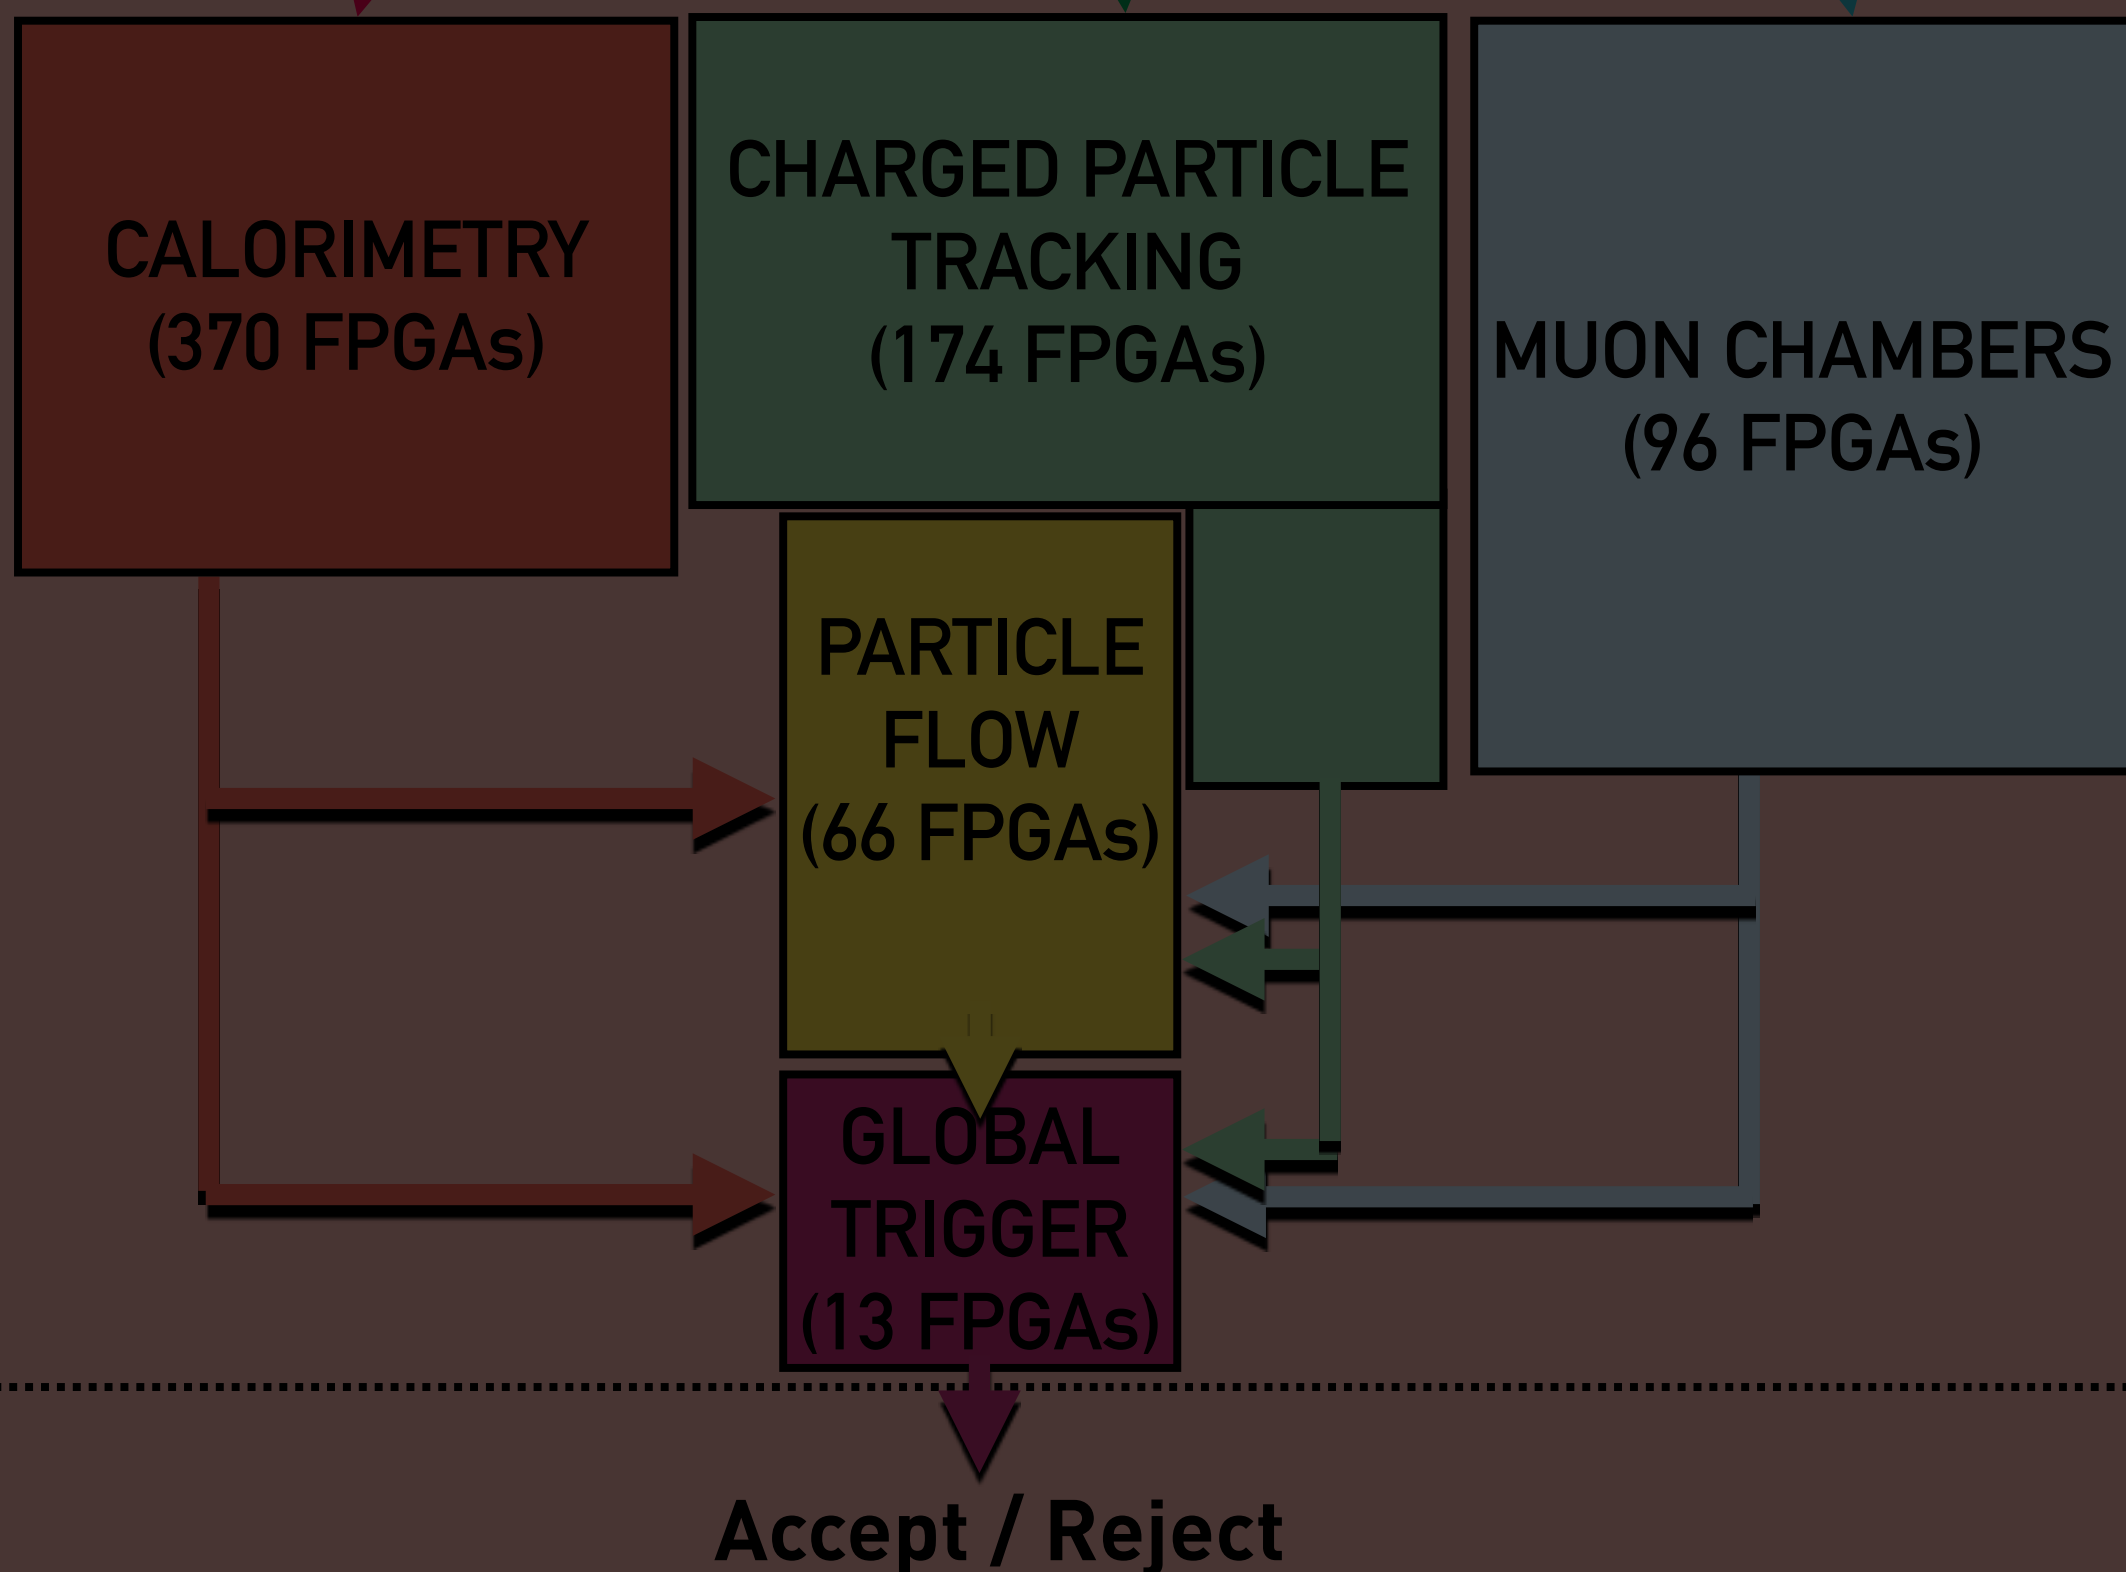 CALORIMETRY
(370 FPGAs)
CHARGED PARTICLE
TRACKING
(174 FPGAs)
MUON CHAMBERS
(96 FPGAs)
PARTICLE
FLOW
(66 FPGAs)
GLOBAL
TRIGGER
(13 FPGAs)
Accept / Reject